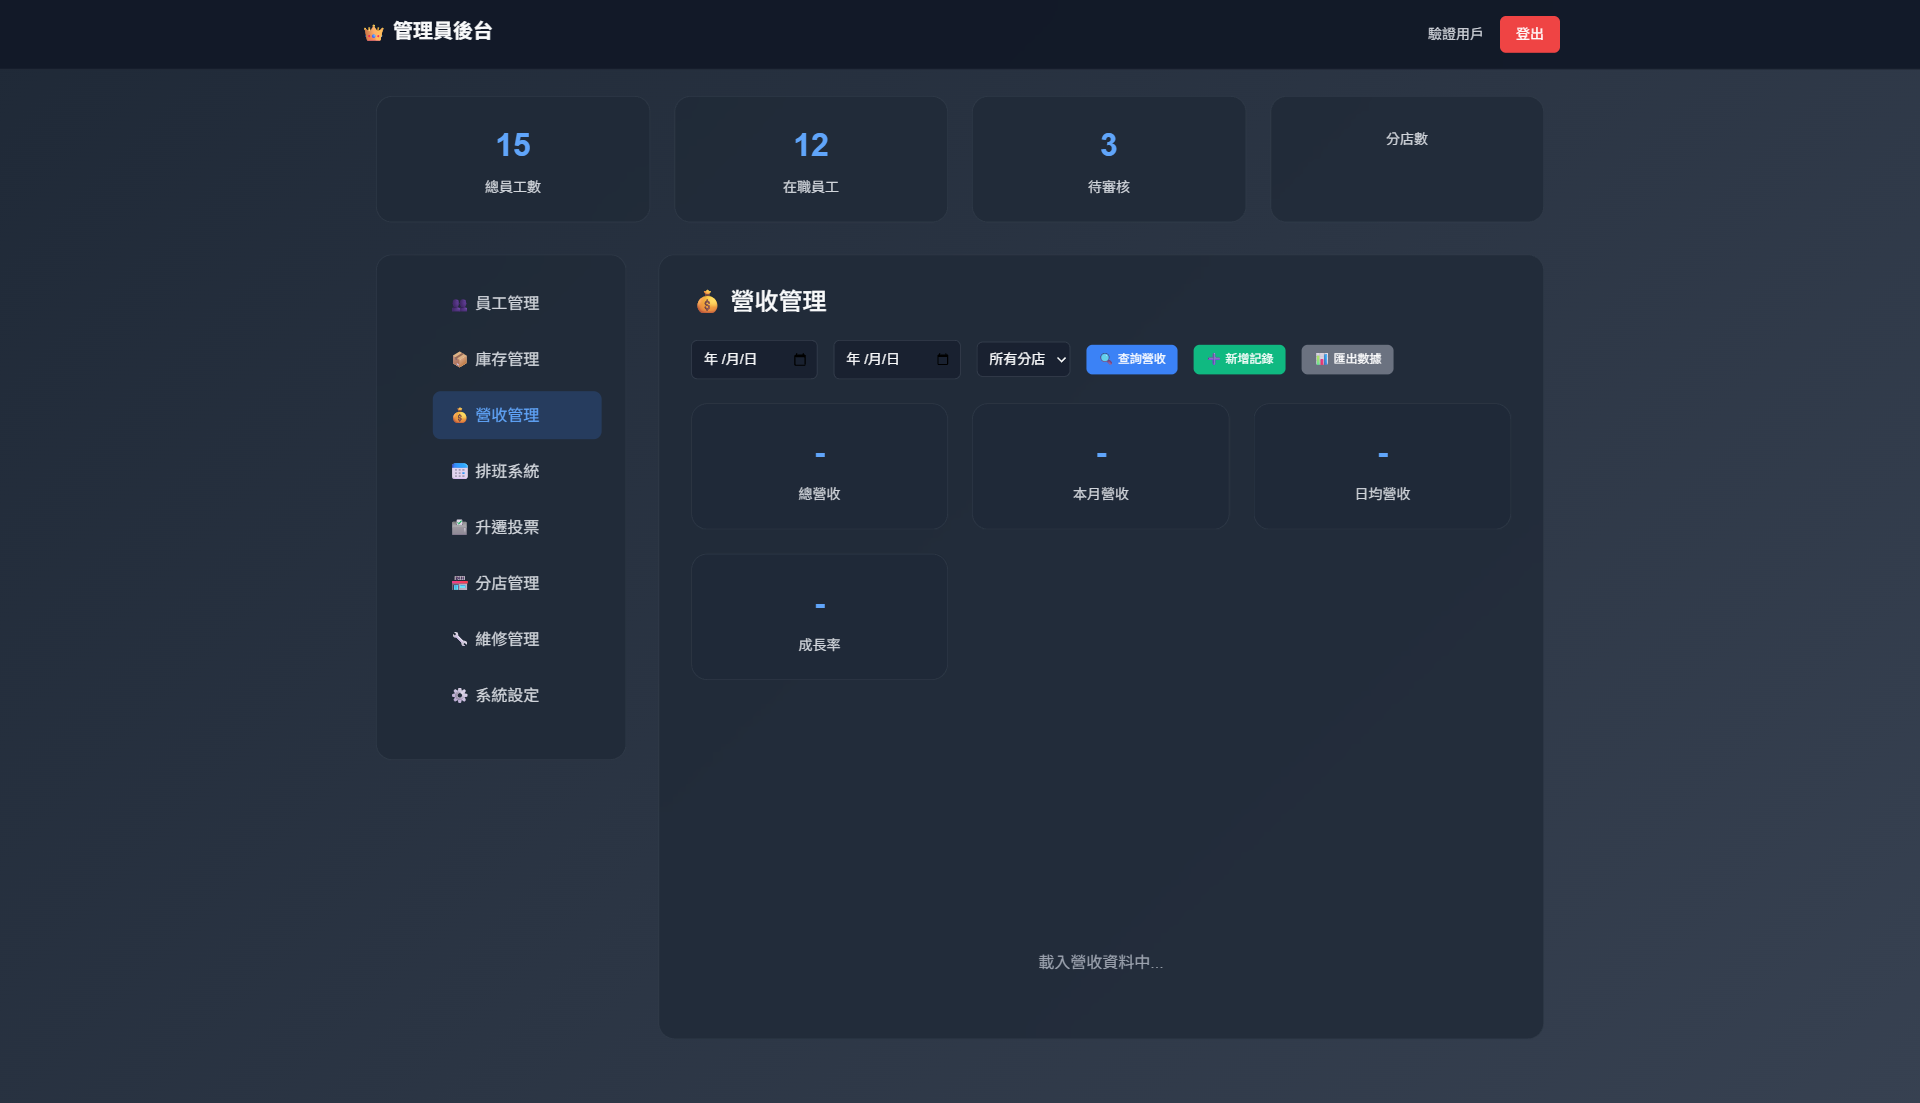 管理員後台
驗證用戶
登出
15
總員工數
12
在職員工
3
待審核
分店數
員工管理
庫存管理
營收管理
排班系統
升遷投票
分店管理
維修管理
系統設定
營收管理
年 /月/日
年 /月/日
所有分店
查詢營收
新增記錄
匯出數據
-
總營收
-
本月營收
-
日均營收
-
成長率
載入營收資料中...